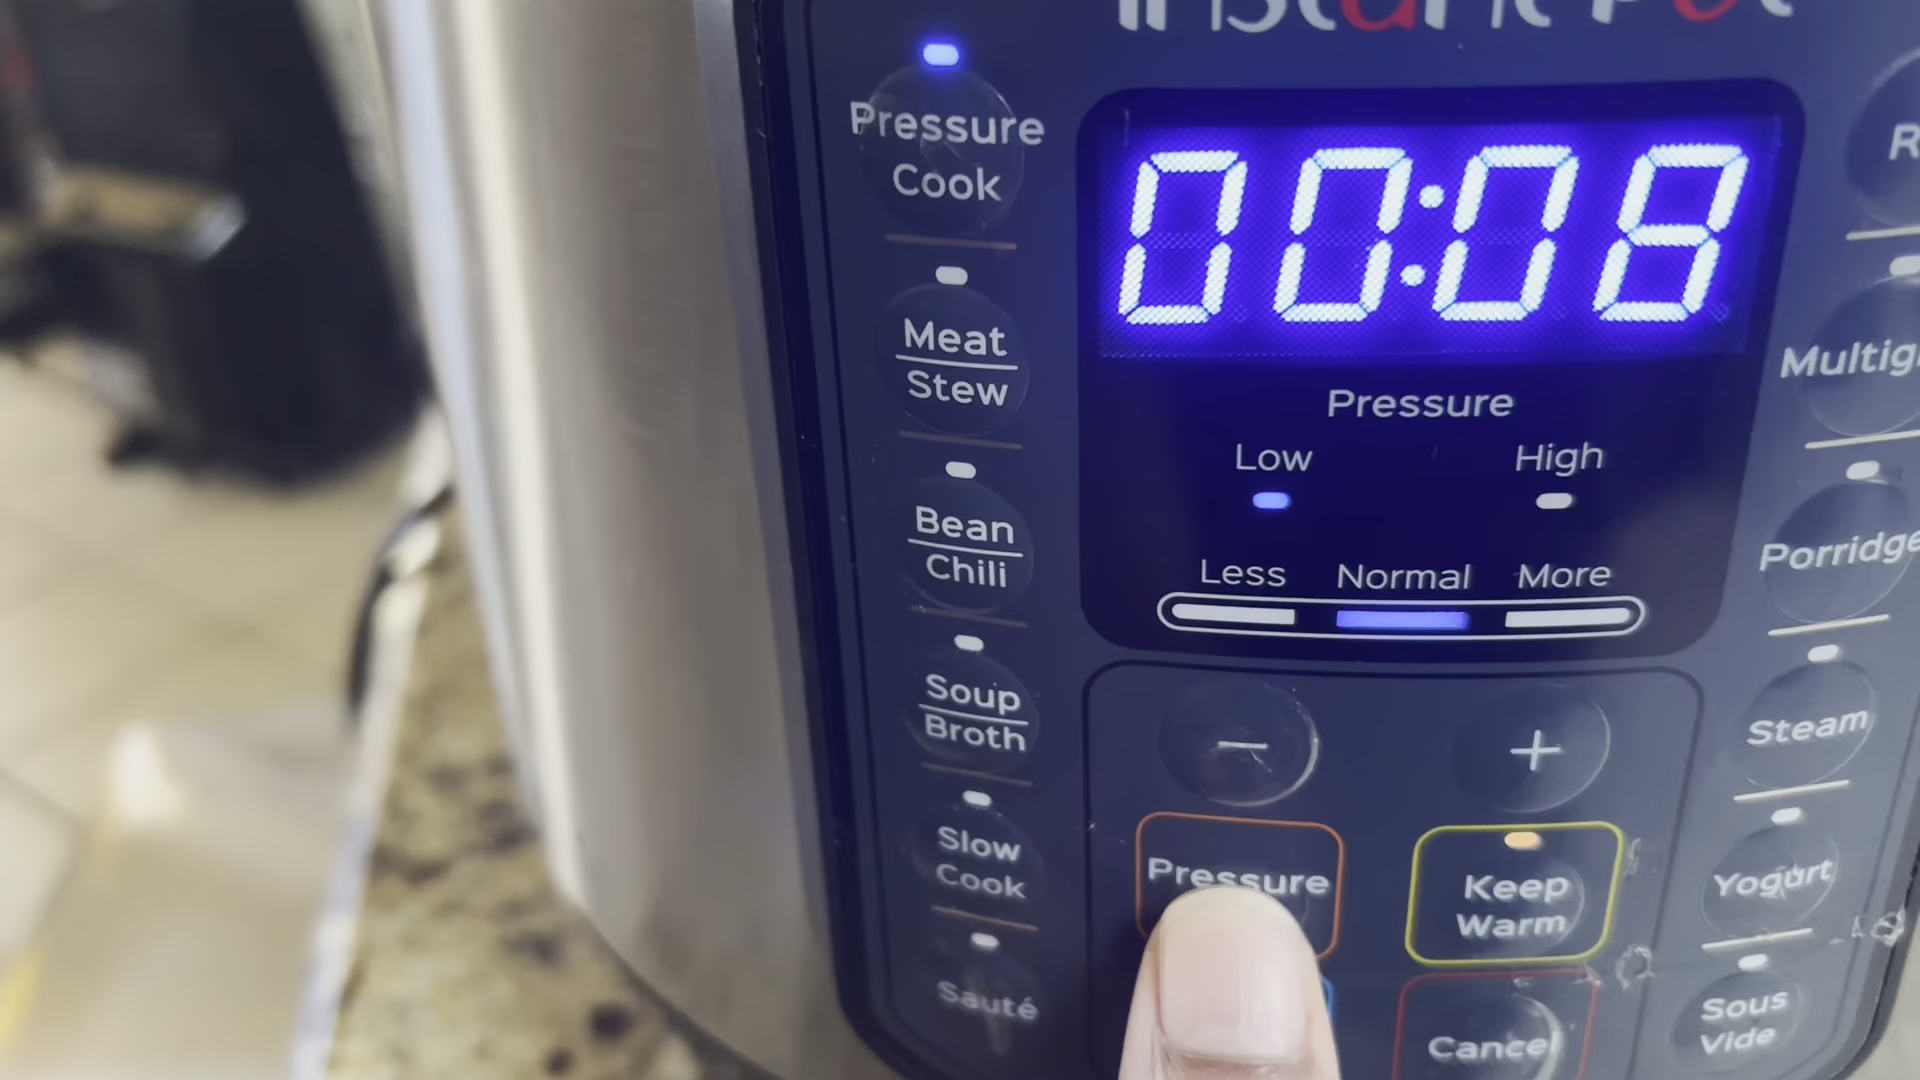 Instant Pot
Pressure
Cook
00:08
Meat
Stew
Pressure
Low
High
Bean
Chili
Less
Normal
More
Multig
Porridge
Soup
Broth
−
+
Steam
Slow
Cook
Pressure
Keep
Warm
Yogurt
Sauté
Cancel
Sous
Vide